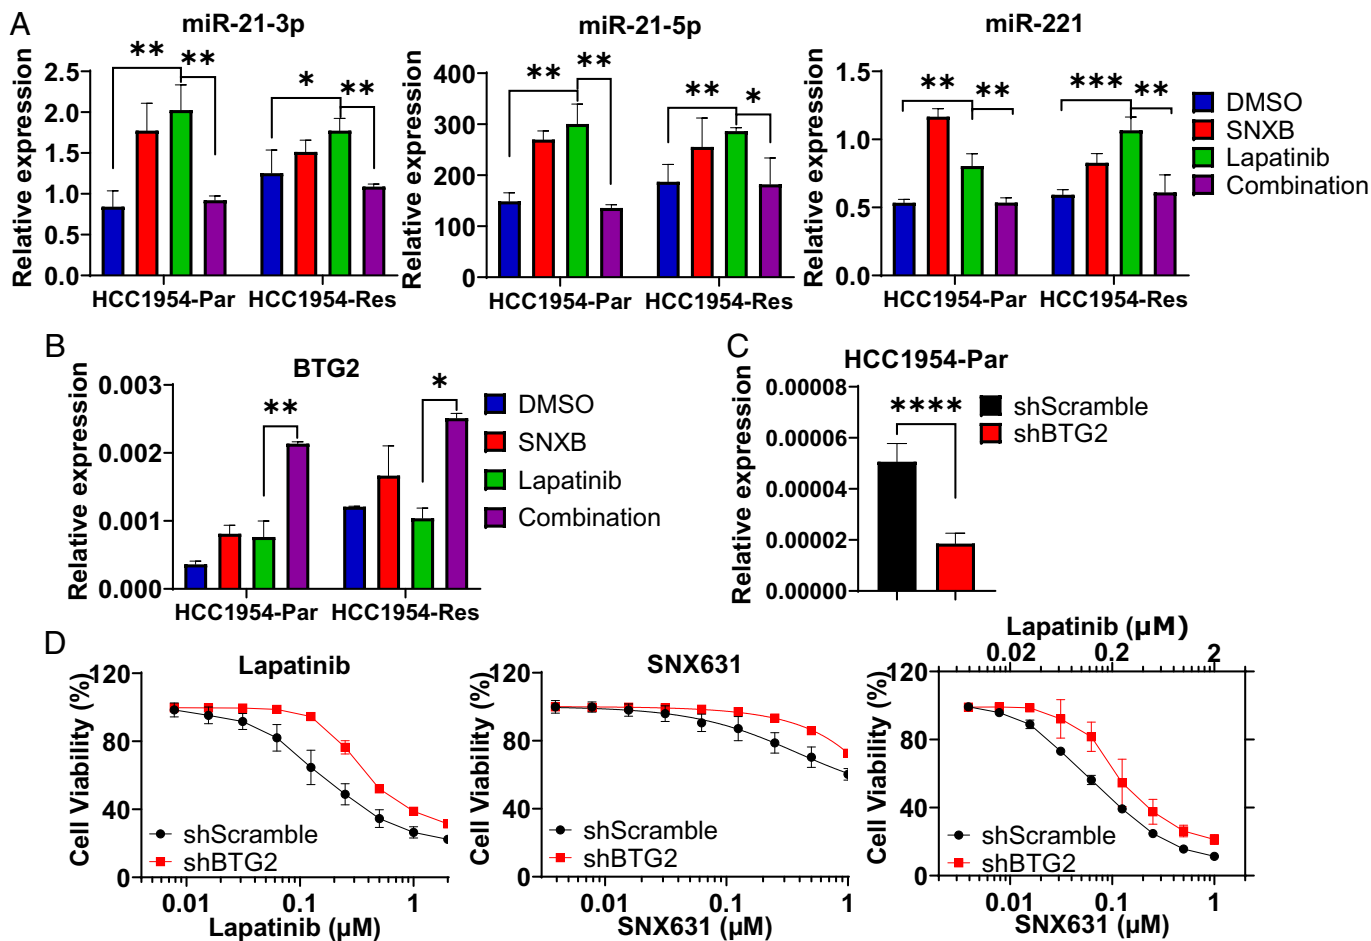 A
miR-21-3p
miR-21-5p
miR-221
Relative expression
2.5
2.0
1.5
1.0
0.5
0.0
** ** * **
HCC1954-Par HCC1954-Res
Relative expression
400
300
200
100
0
** ** ** *
HCC1954-Par HCC1954-Res
Relative expression
1.5
1.0
0.5
0.0
** ** *** **
HCC1954-Par HCC1954-Res
DMSO
SNXB
Lapatinib
Combination
B
BTG2
Relative expression
0.003
0.002
0.001
0.000
** *
HCC1954-Par HCC1954-Res
DMSO
SNXB
Lapatinib
Combination
C
HCC1954-Par
Relative expression
0.00008
0.00006
0.00004
0.00002
0.00000
****
shScramble
shBTG2
D
Lapatinib
Cell Viability (%)
120
80
40
0
shScramble
shBTG2
0.01 0.1 1
Lapatinib (µM)
SNX631
Cell Viability (%)
120
80
40
0
shScramble
shBTG2
0.01 0.1 1
SNX631 (µM)
Lapatinib (µM)
0.02 0.2 2
Cell Viability (%)
120
80
40
0
shScramble
shBTG2
0.01 0.1 1
SNX631 (µM)